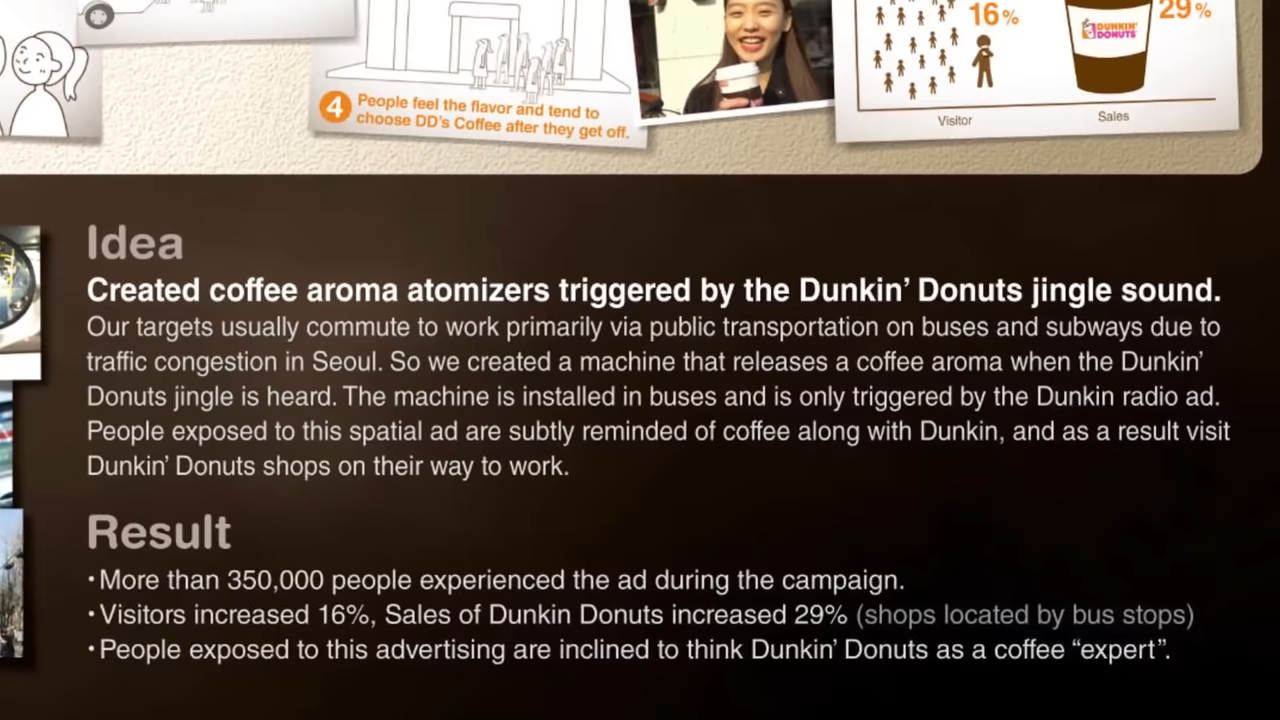 16%
29%
DUNKIN'
DONUTS
4 People feel the flavor and tend to
choose DD's Coffee after they get off.
Visitor
Sales
Idea
Created coffee aroma atomizers triggered by the Dunkin' Donuts jingle sound.
Our targets usually commute to work primarily via public transportation on buses and subways due to
traffic congestion in Seoul. So we created a machine that releases a coffee aroma when the Dunkin'
Donuts jingle is heard. The machine is installed in buses and is only triggered by the Dunkin radio ad.
People exposed to this spatial ad are subtly reminded of coffee along with Dunkin, and as a result visit
Dunkin' Donuts shops on their way to work.
Result
•More than 350,000 people experienced the ad during the campaign.
•Visitors increased 16%, Sales of Dunkin Donuts increased 29% (shops located by bus stops)
•People exposed to this advertising are inclined to think Dunkin' Donuts as a coffee “expert”.